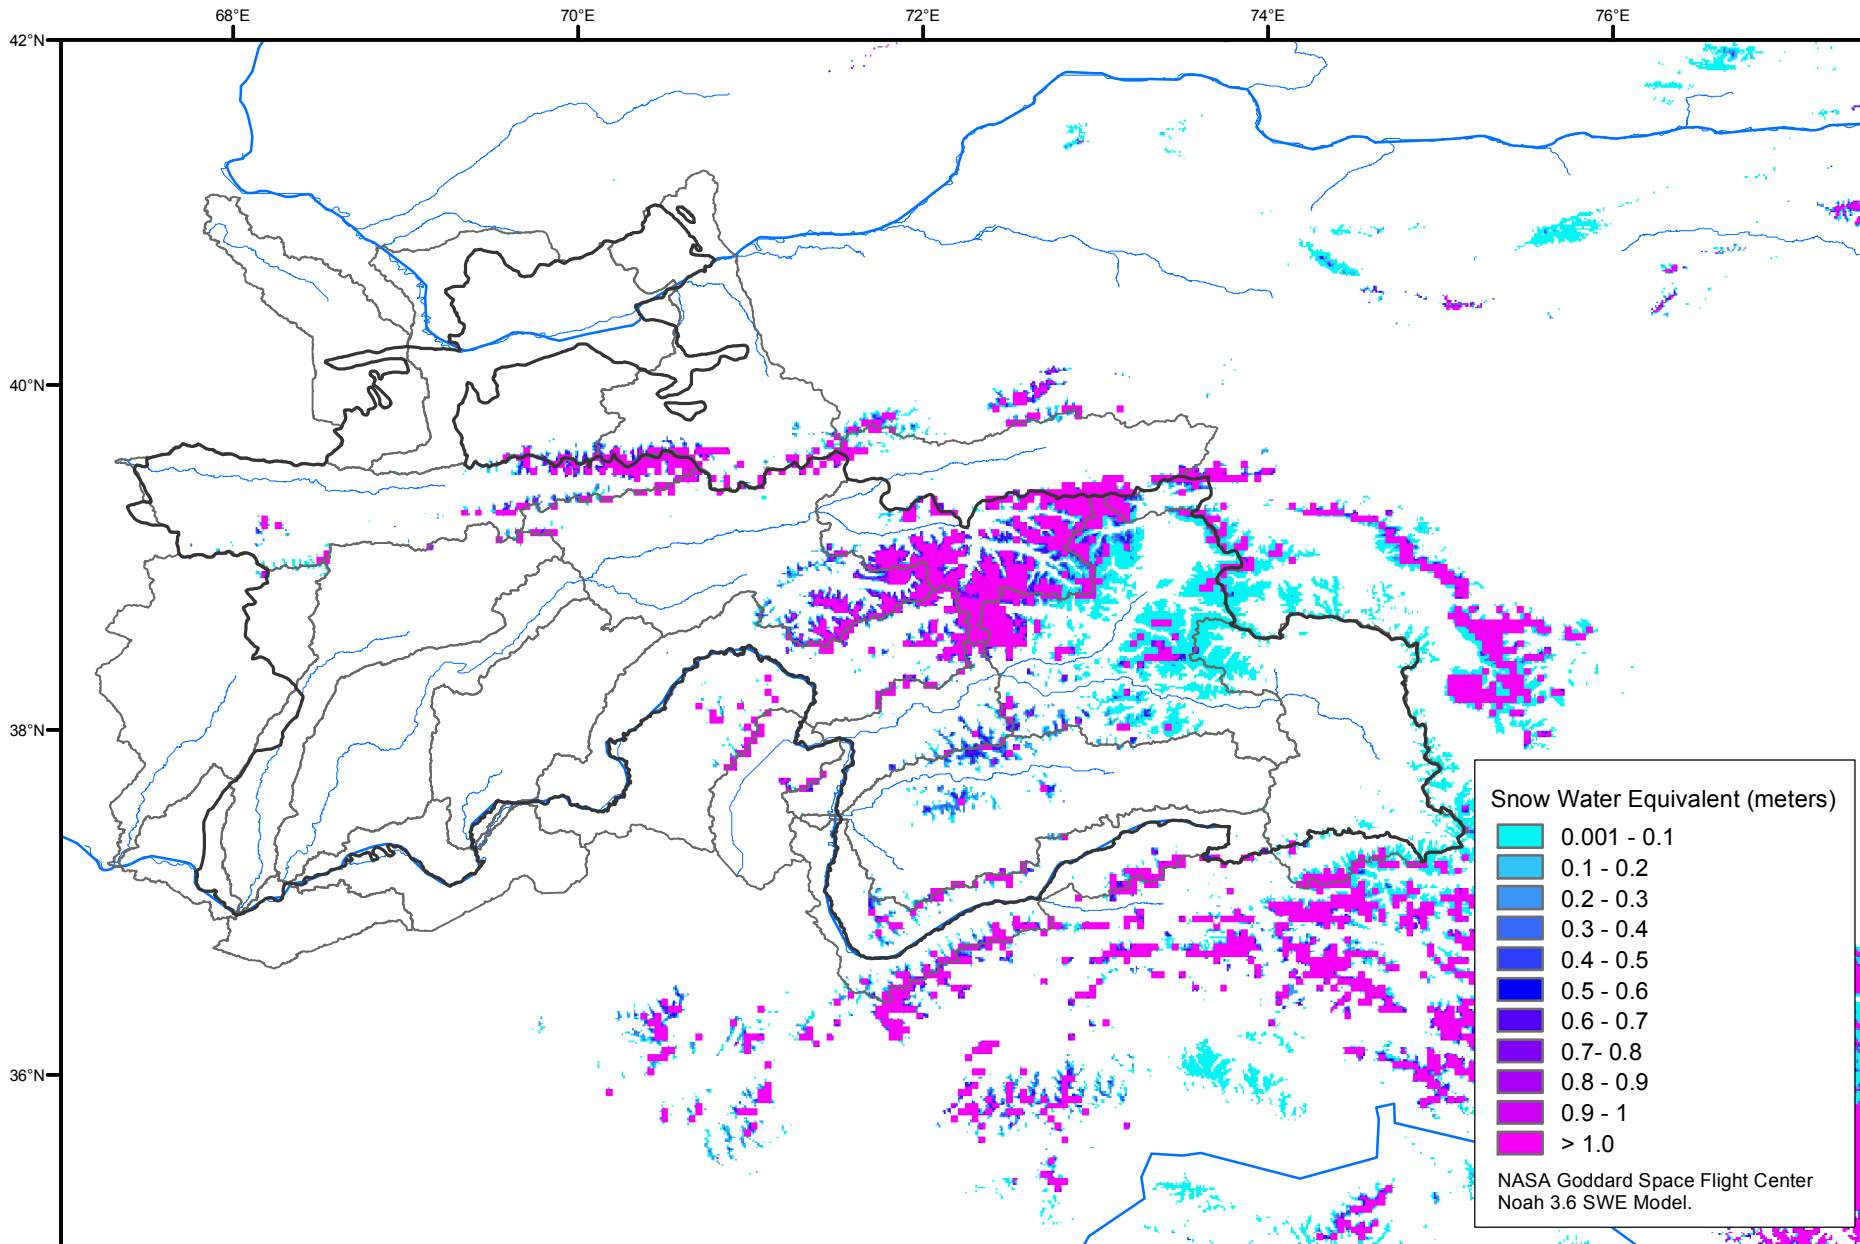 68°E 70°E 72°E 74°E 76°E
42°N
40°N
38°N
36°N
Snow Water Equivalent (meters)
0.001 - 0.1
0.1 - 0.2
0.2 - 0.3
0.3 - 0.4
0.4 - 0.5
0.5 - 0.6
0.6 - 0.7
0.7- 0.8
0.8 - 0.9
0.9 - 1
> 1.0
NASA Goddard Space Flight Center
Noah 3.6 SWE Model.